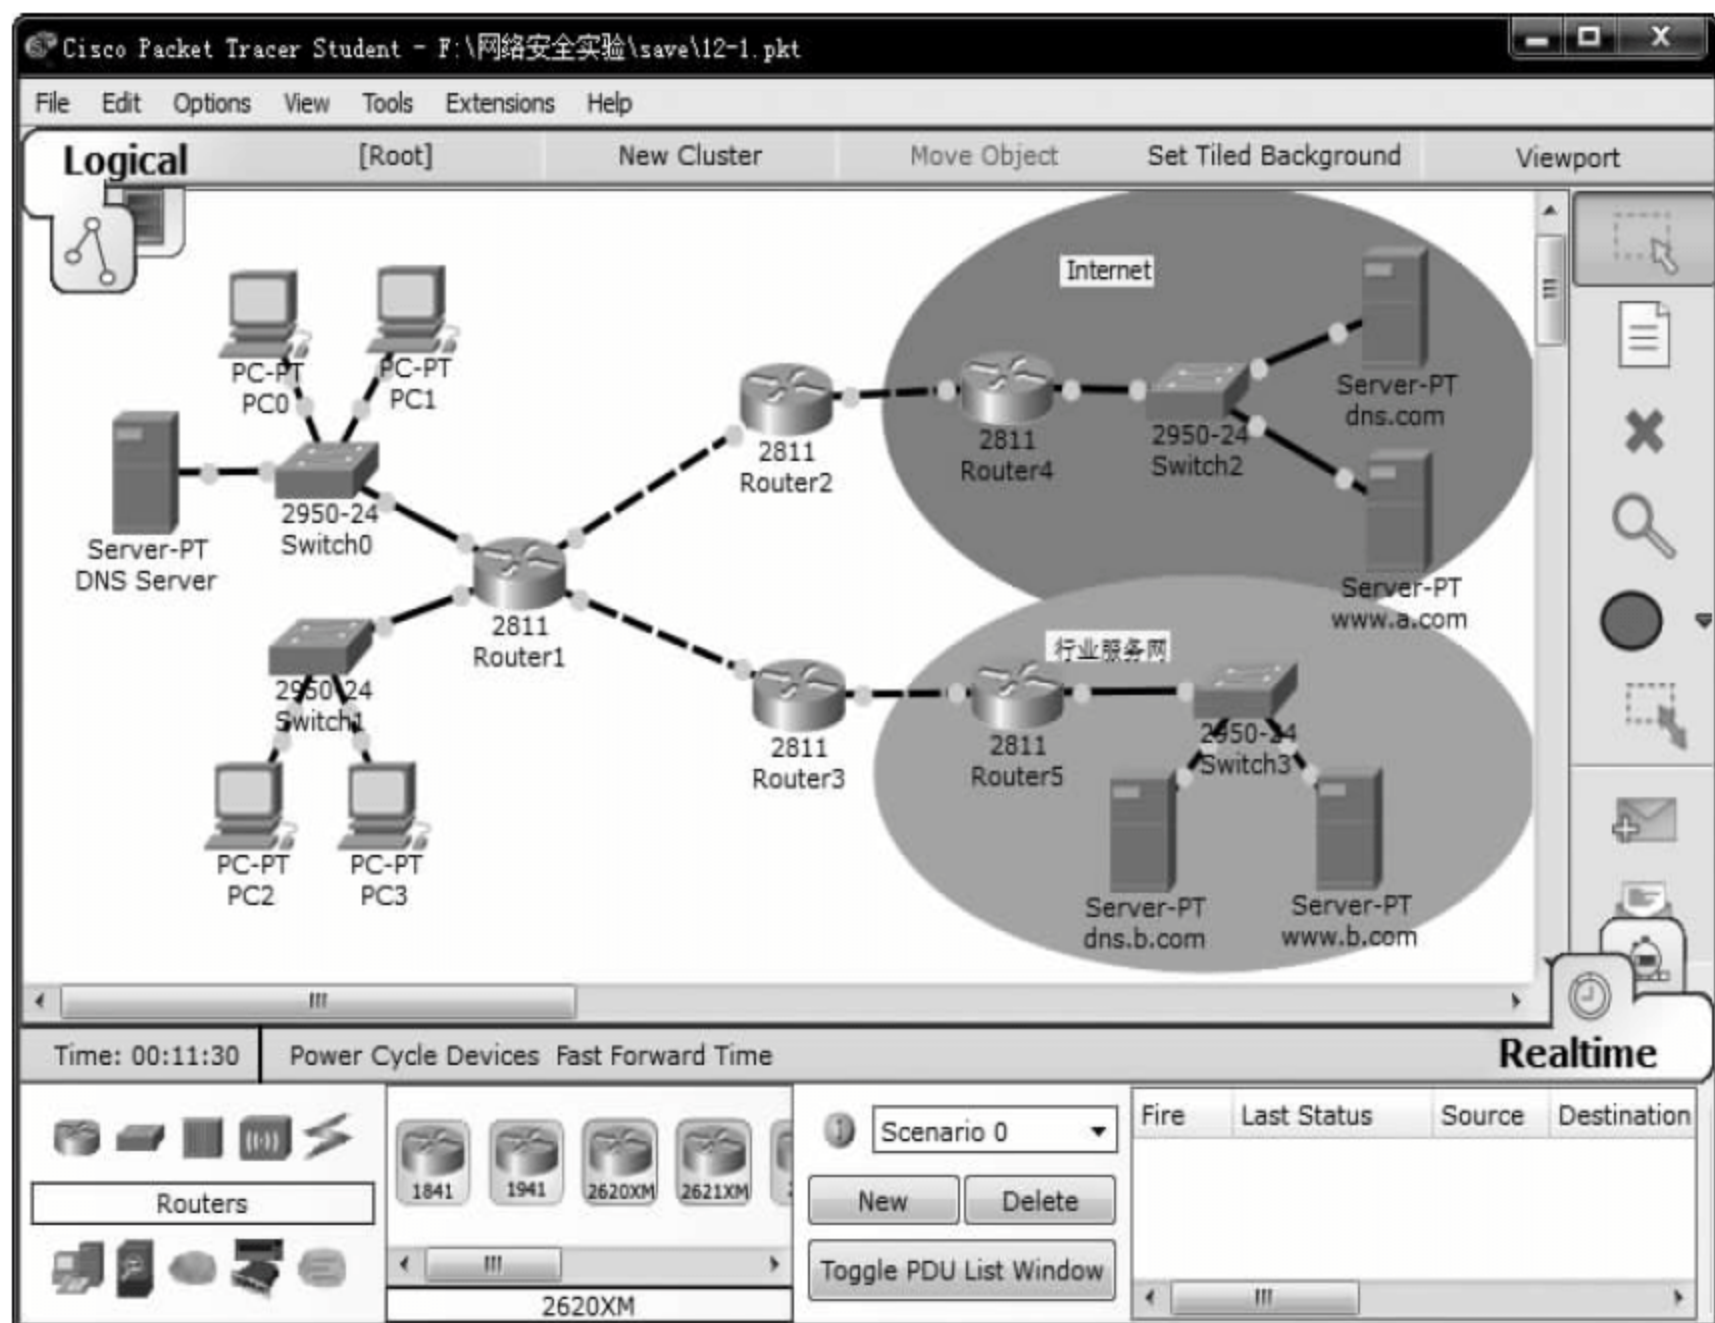 Cisco Packet Tracer Student - F:\网络安全实验\save\12-1.pkt
File Edit Options View Tools Extensions Help
Logical [Root] New Cluster Move Object Set Tiled Background Viewport
Internet
PC-PT
PC0
PC-PT
PC1
Server-PT
DNS Server
2950-24
Switch0
2811
Router1
2950-24
Switch1
PC-PT
PC2
PC-PT
PC3
2811
Router2
2811
Router4
2950-24
Switch2
Server-PT
dns.com
Server-PT
www.a.com
行业服务网
2811
Router3
2811
Router5
2950-24
Switch3
Server-PT
dns.b.com
Server-PT
www.b.com
Time: 00:11:30 Power Cycle Devices Fast Forward Time Realtime
Routers
1841 1941 2620XM 2621XM
2620XM
Scenario 0
New Delete
Toggle PDU List Window
Fire Last Status Source Destination